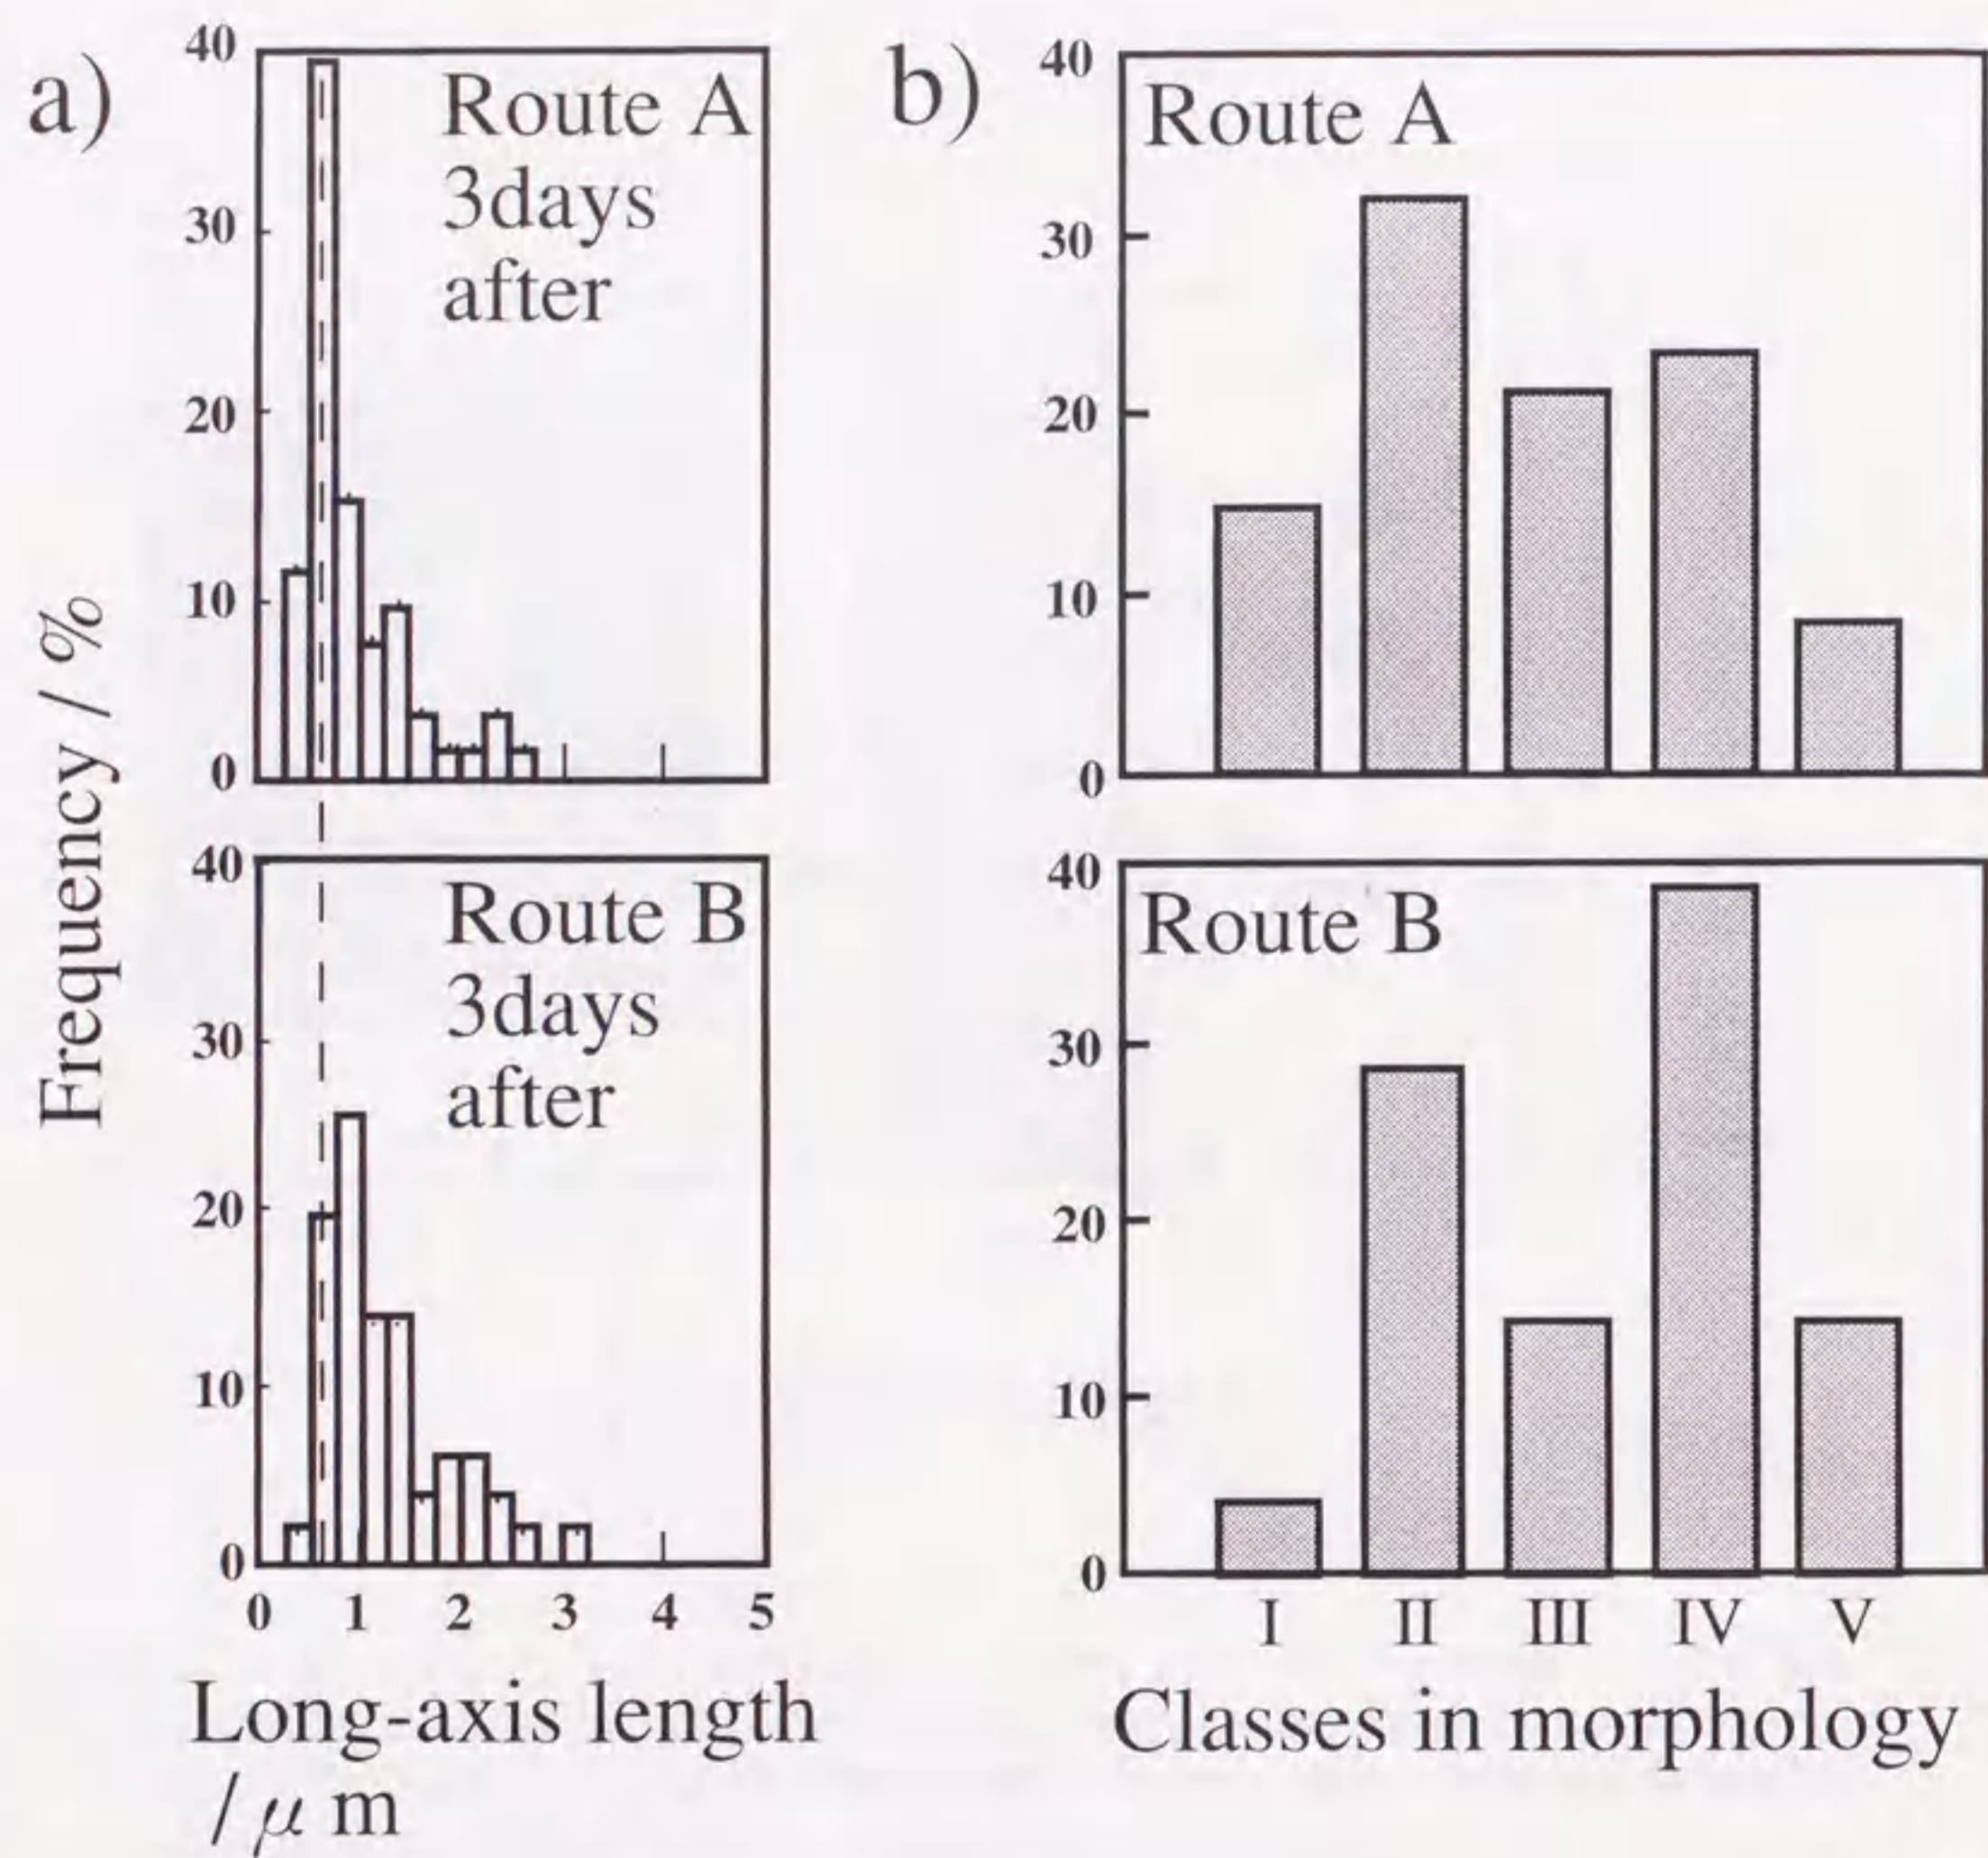 a)
Frequency / %
40
30
20
10
0
Route A
3days
after
40
30
20
10
0
Route B
3days
after
0 1 2 3 4 5
Long-axis length
/ μ m
b)
40
30
20
10
0
Route A
40
30
20
10
0
Route B
I II III IV V
Classes in morphology